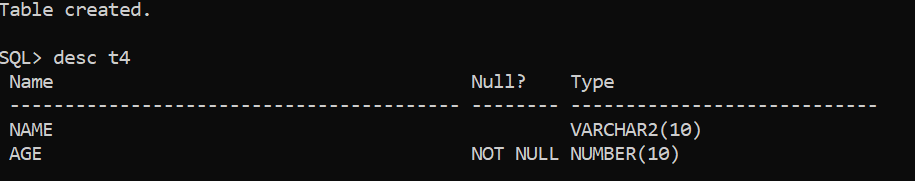 Table created.
SQL> desc t4
Name Null? Type
----------------------------------------- -------- ----------------------------
NAME VARCHAR2(10)
AGE NOT NULL NUMBER(10)